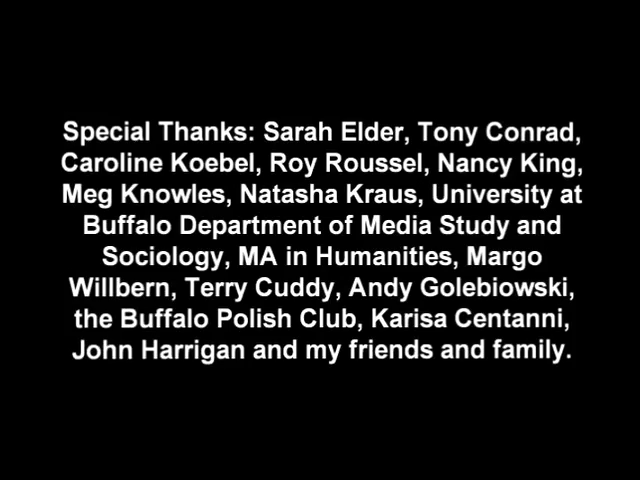 Special Thanks: Sarah Elder, Tony Conrad,
Caroline Koebel, Roy Roussel, Nancy King,
Meg Knowles, Natasha Kraus, University at
Buffalo Department of Media Study and
Sociology, MA in Humanities, Margo
Willbern, Terry Cuddy, Andy Golebiowski,
the Buffalo Polish Club, Karisa Centanni,
John Harrigan and my friends and family.